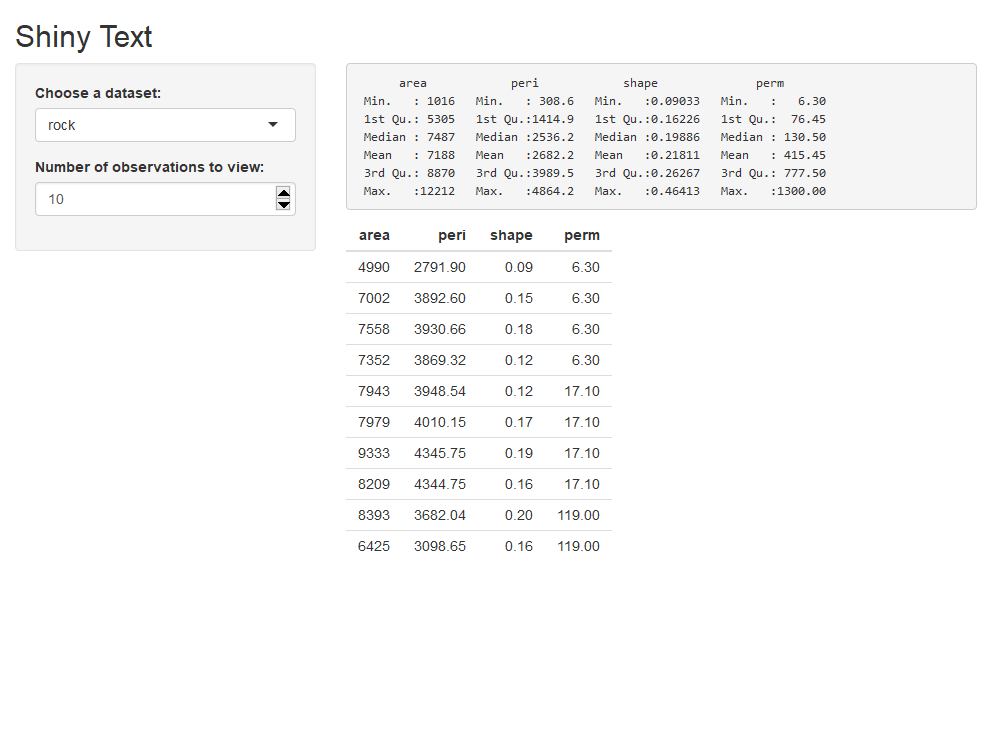 Shiny Text
Choose a dataset:
rock
Number of observations to view:
10
area peri shape perm
Min. : 1016 Min. : 308.6 Min. :0.09033 Min. : 6.30
1st Qu.: 5305 1st Qu.:1414.9 1st Qu.:0.16226 1st Qu.: 76.45
Median : 7487 Median :2536.2 Median :0.19886 Median : 130.50
Mean : 7188 Mean :2682.2 Mean :0.21811 Mean : 415.45
3rd Qu.: 8870 3rd Qu.:3989.5 3rd Qu.:0.26267 3rd Qu.: 777.50
Max. :12212 Max. :4864.2 Max. :0.46413 Max. :1300.00
area peri shape perm
4990 2791.90 0.09 6.30
7002 3892.60 0.15 6.30
7558 3930.66 0.18 6.30
7352 3869.32 0.12 6.30
7943 3948.54 0.12 17.10
7979 4010.15 0.17 17.10
9333 4345.75 0.19 17.10
8209 4344.75 0.16 17.10
8393 3682.04 0.20 119.00
6425 3098.65 0.16 119.00